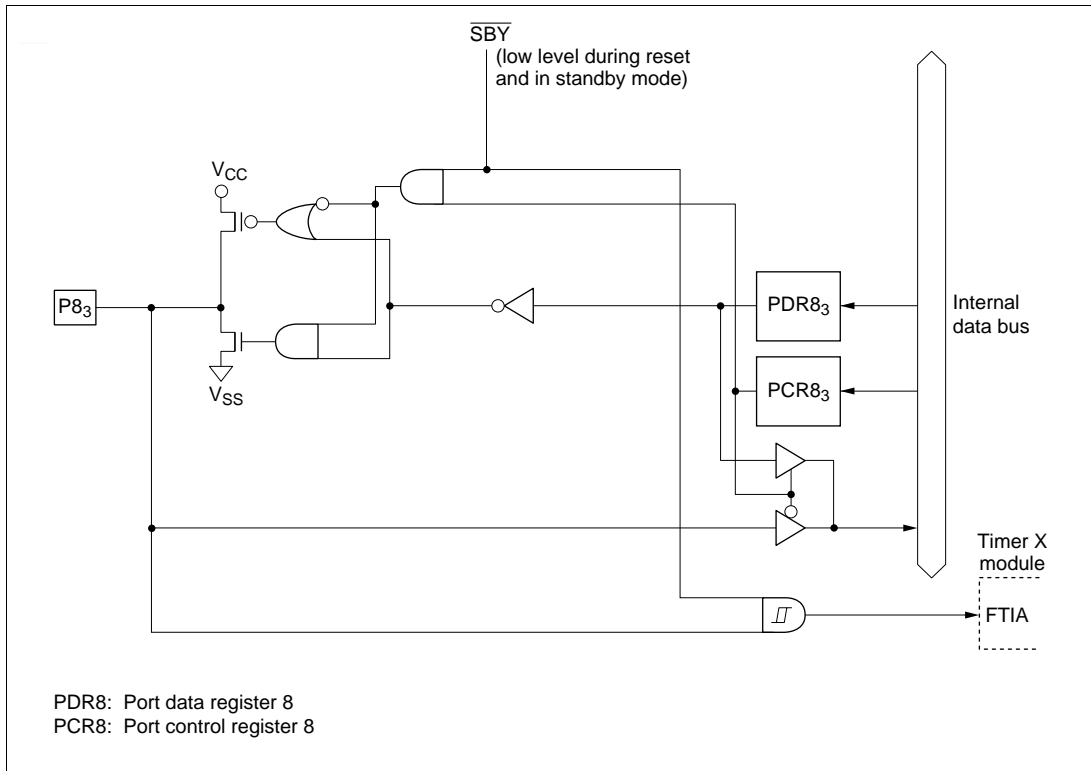 SBY
(low level during reset
and in standby mode)
VCC
P83
VSS
PDR83
PCR83
Internal
data bus
Timer X
module
FTIA
PDR8: Port data register 8
PCR8: Port control register 8